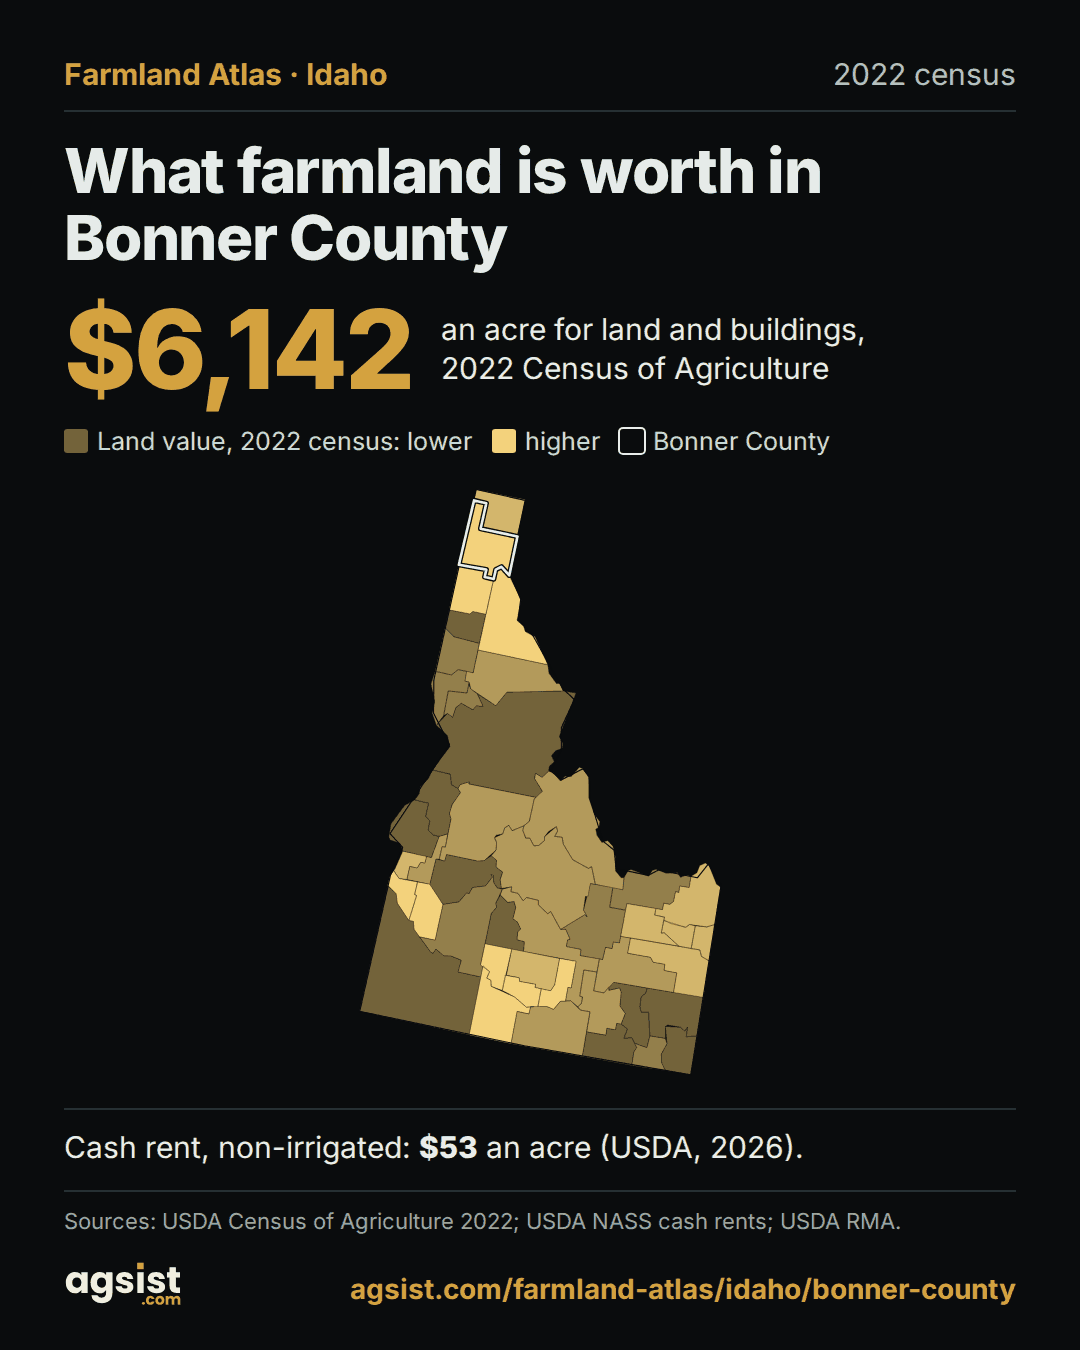 Farmland Atlas · Idaho
2022 census
What farmland is worth in
Bonner County
$6,142
an acre for land and buildings,
2022 Census of Agriculture
Land value, 2022 census: lower
higher
Bonner County
Cash rent, non-irrigated: $53 an acre (USDA, 2026).
Sources: USDA Census of Agriculture 2022; USDA NASS cash rents; USDA RMA.
agsist
.com
agsist.com/farmland-atlas/idaho/bonner-county